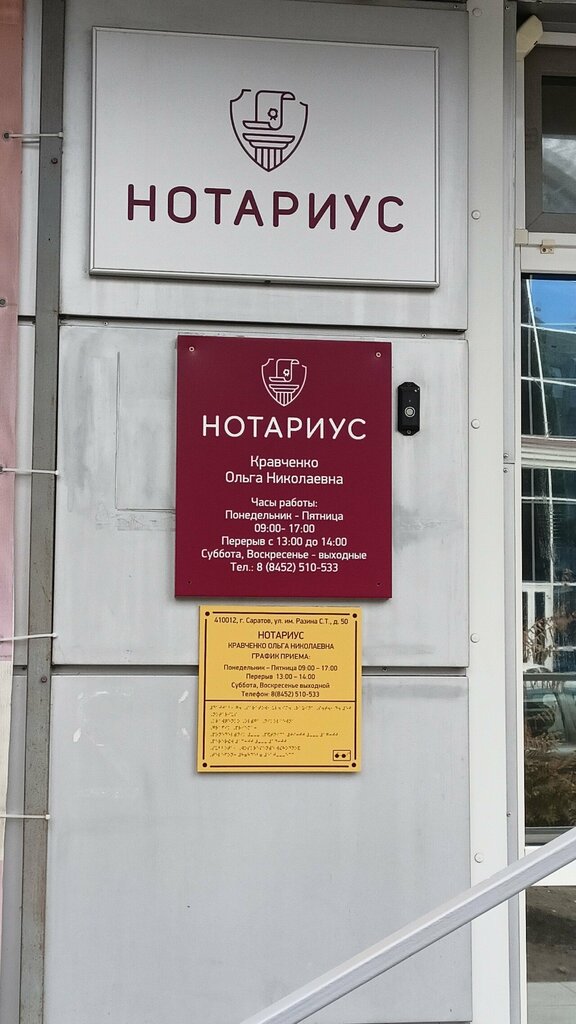 НОТАРИУС
НОТАРИУС
Кравченко
Ольга Николаевна
Часы работы:
Понедельник - Пятница
09:00- 17:00
Перерыв с 13:00 до 14:00
Суббота, Воскресенье - выходные
Тел.: 8 (8452) 510-533
410012, г. Саратов, ул. им. Разина С.Т., д. 50
НОТАРИУС
КРАВЧЕНКО ОЛЬГА НИКОЛАЕВНА
ГРАФИК ПРИЕМА:
Понедельник – Пятница 09:00 – 17:00
Перерыв 13:00 – 14:00
Суббота, Воскресенье выходной
Телефон: 8(8452) 510-533